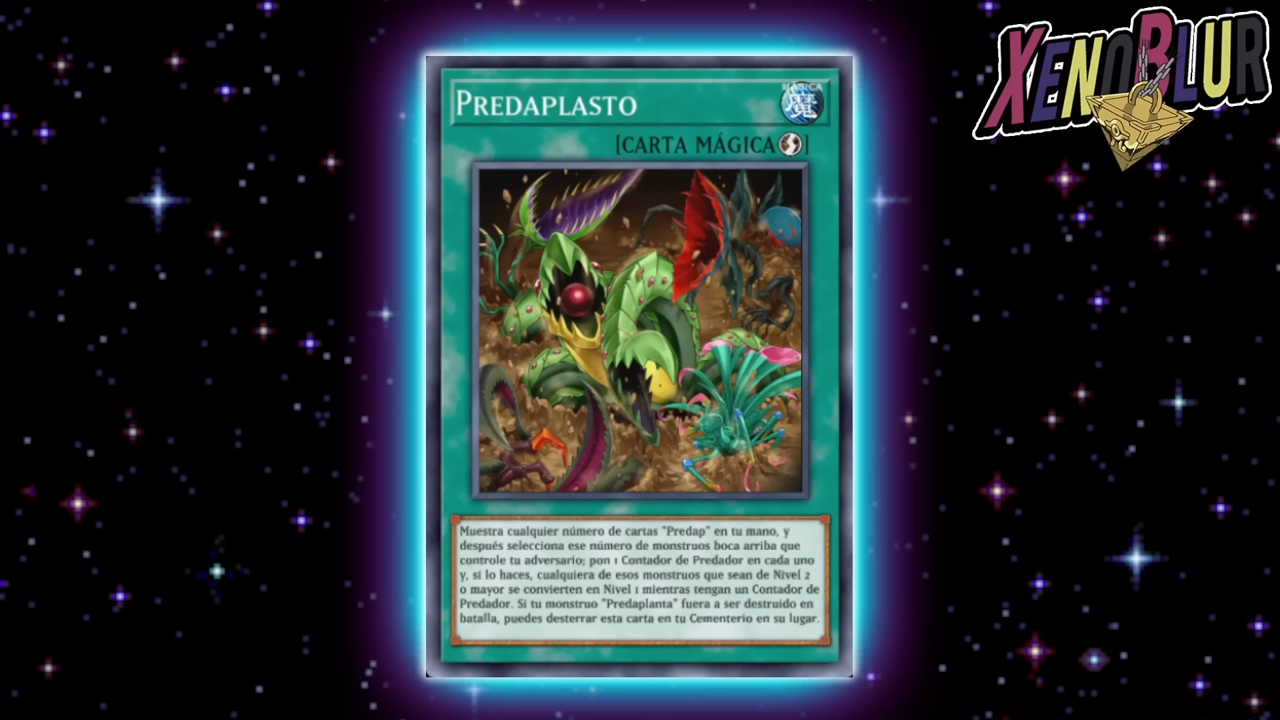 XENOBLUR
PREDAPLASTO
MÁGICA
魔
[CARTA MÁGICA]
Muestra cualquier número de cartas "Predap" en tu mano, y
después selecciona ese número de monstruos boca arriba que
controle tu adversario; pon 1 Contador de Predador en cada uno
y, si lo haces, cualquiera de esos monstruos que sean de Nivel 2
o mayor se convierten en Nivel 1 mientras tengan un Contador de
Predador. Si tu monstruo "Predaplanta" fuera a ser destruido en
batalla, puedes desterrar esta carta en tu Cementerio en su lugar.